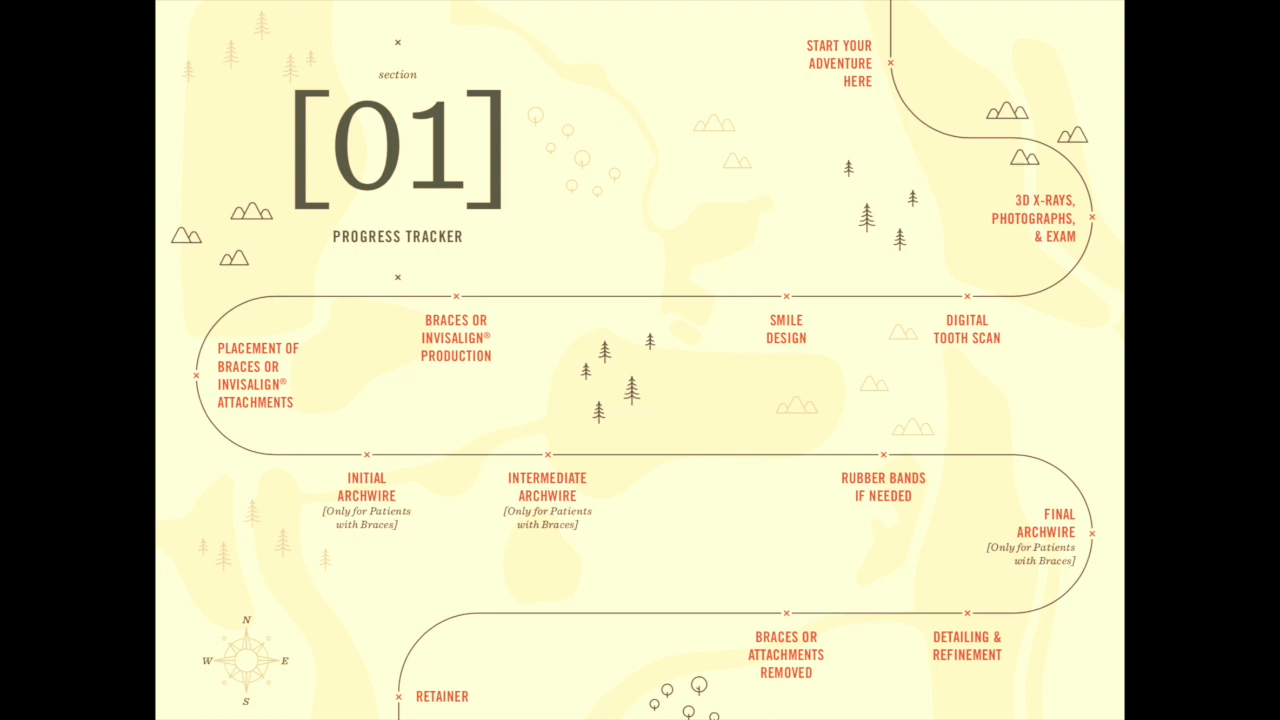 section
[01]
PROGRESS TRACKER
START YOUR
ADVENTURE
HERE
3D X-RAYS,
PHOTOGRAPHS,
& EXAM
DIGITAL
TOOTH SCAN
SMILE
DESIGN
BRACES OR
INVISALIGN®
PRODUCTION
PLACEMENT OF
BRACES OR
INVISALIGN®
ATTACHMENTS
INITIAL
ARCHWIRE
[Only for Patients
with Braces]
INTERMEDIATE
ARCHWIRE
[Only for Patients
with Braces]
RUBBER BANDS
IF NEEDED
FINAL
ARCHWIRE
[Only for Patients
with Braces]
DETAILING &
REFINEMENT
BRACES OR
ATTACHMENTS
REMOVED
RETAINER
N
W E
S